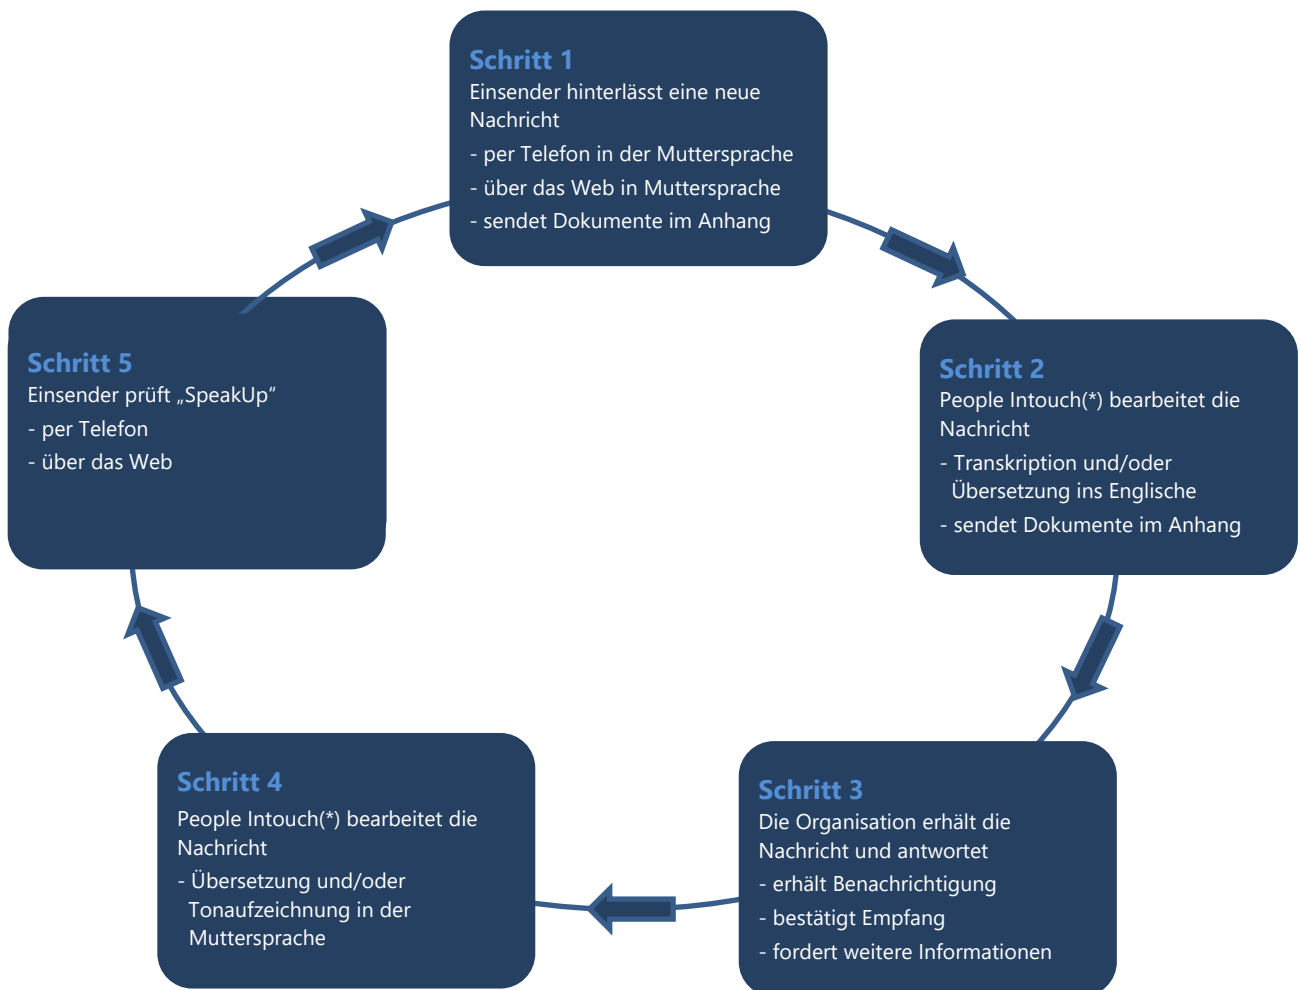 Schritt 1
Einsender hinterlässt eine neue
Nachricht
- per Telefon in der Muttersprache
- über das Web in Muttersprache
- sendet Dokumente im Anhang
Schritt 2
People Intouch(*) bearbeitet die
Nachricht
- Transkription und/oder
Übersetzung ins Englische
- sendet Dokumente im Anhang
Schritt 3
Die Organisation erhält die
Nachricht und antwortet
- erhält Benachrichtigung
- bestätigt Empfang
- fordert weitere Informationen
Schritt 4
People Intouch(*) bearbeitet die
Nachricht
- Übersetzung und/oder
Tonaufzeichnung in der
Muttersprache
Schritt 5
Einsender prüft „SpeakUp“
- per Telefon
- über das Web